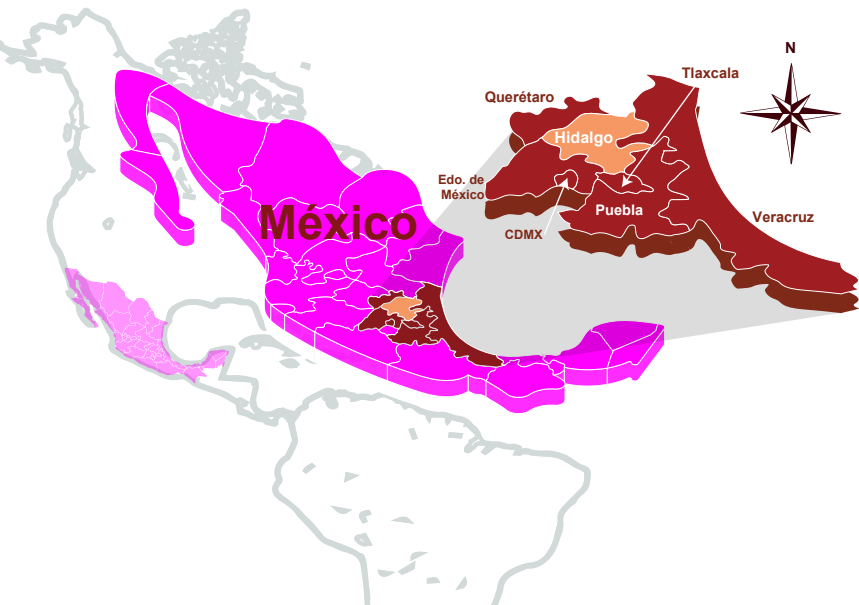 N
Tlaxcala
Querétaro
Hidalgo
Edo. de
México
Puebla
Veracruz
CDMX
México